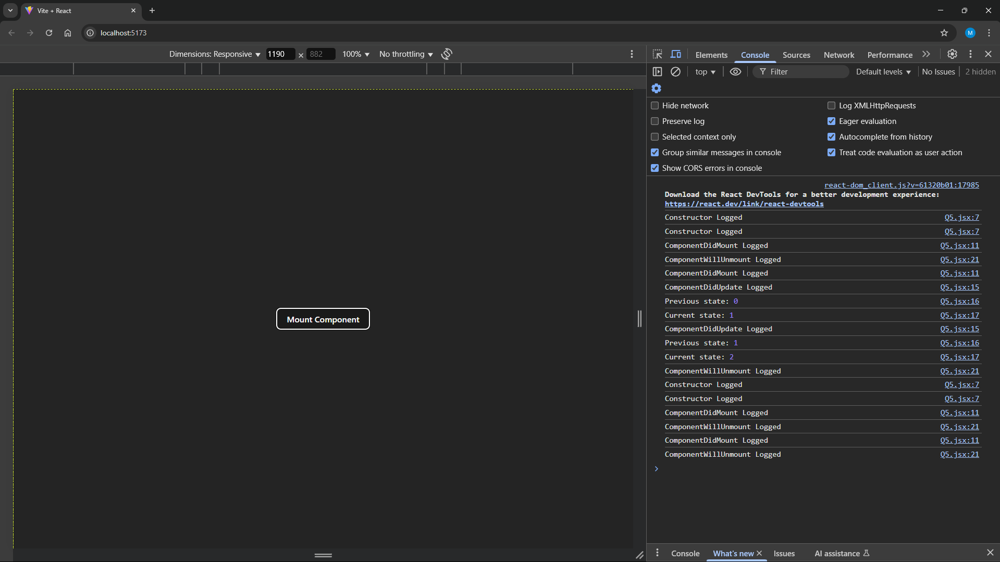 Vite + React
localhost:5173
M
Dimensions: Responsive 1190 × 882 100% No throttling
Elements Console Sources Network Performance
top Filter Default levels No Issues 2 hidden
Hide network
Log XMLHttpRequests
Preserve log
Eager evaluation
Selected context only
Autocomplete from history
Group similar messages in console
Treat code evaluation as user action
Show CORS errors in console
react-dom_client.js?v=61320b01:17985
Download the React DevTools for a better development experience:
https://react.dev/link/react-devtools
Constructor Logged Q5.jsx:7
Constructor Logged Q5.jsx:7
ComponentDidMount Logged Q5.jsx:11
ComponentWillUnmount Logged Q5.jsx:21
ComponentDidMount Logged Q5.jsx:11
ComponentDidUpdate Logged Q5.jsx:15
Previous state: 0 Q5.jsx:16
Current state: 1 Q5.jsx:17
ComponentDidUpdate Logged Q5.jsx:15
Previous state: 1 Q5.jsx:16
Current state: 2 Q5.jsx:17
ComponentWillUnmount Logged Q5.jsx:21
Constructor Logged Q5.jsx:7
Constructor Logged Q5.jsx:7
ComponentDidMount Logged Q5.jsx:11
ComponentWillUnmount Logged Q5.jsx:21
ComponentDidMount Logged Q5.jsx:11
ComponentWillUnmount Logged Q5.jsx:21
Mount Component
Console What's new Issues AI assistance